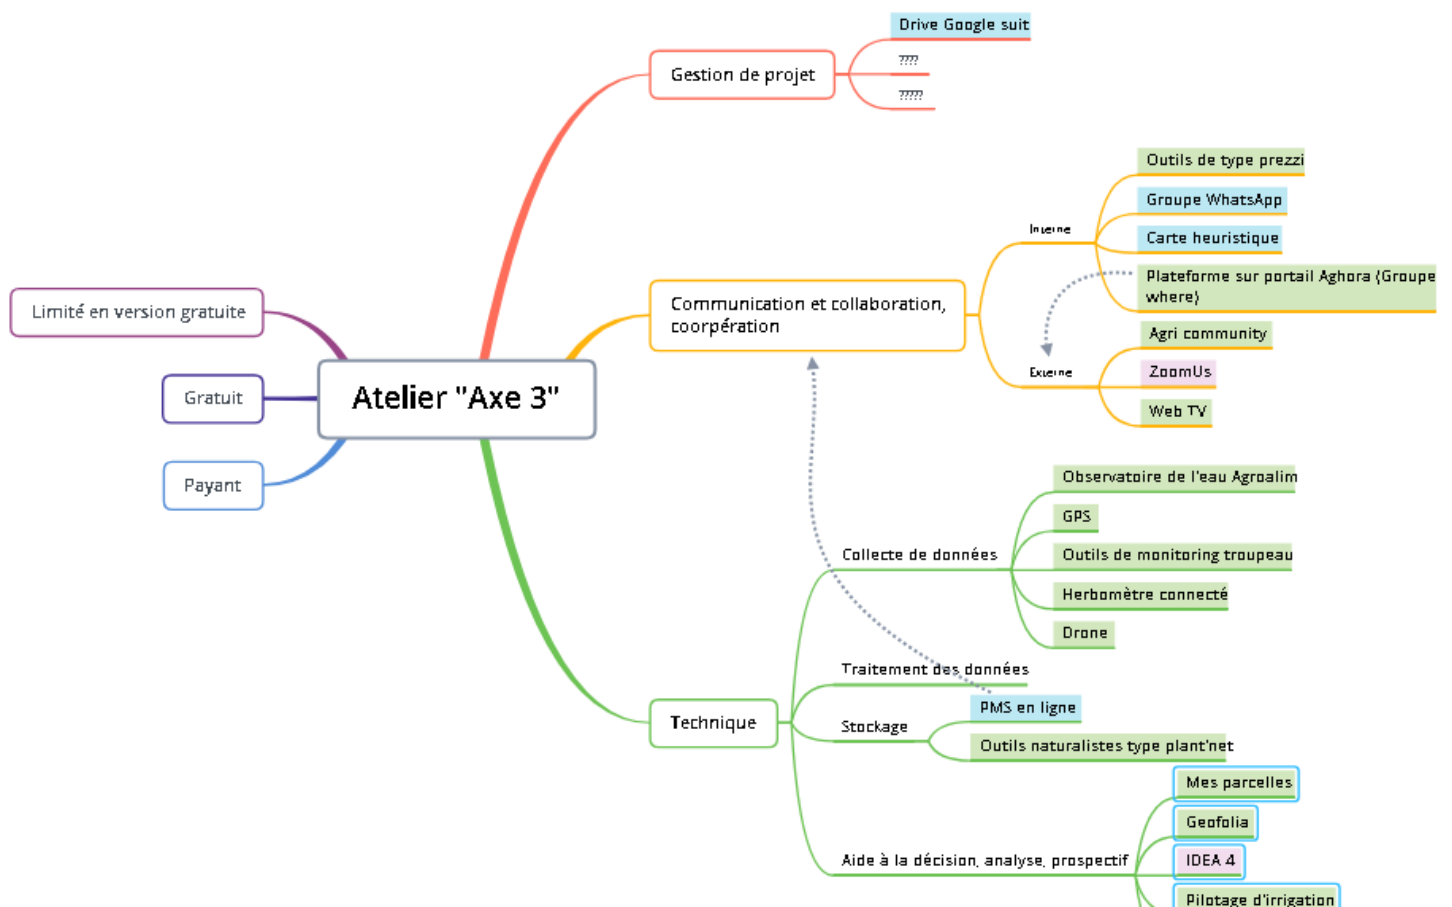 Drive Google suit
Gestion de projet
????
?????
Outils de type prezzi
Groupe WhatsApp
Interne
Carte heuristique
Plateforme sur portail Aghora (Groupe
where)
Communication et collaboration,
coorpération
Limité en version gratuite
Agri community
Externe
ZoomUs
Web TV
Atelier "Axe 3"
Gratuit
Payant
Observatoire de l'eau Agroalim
GPS
Collecte de données
Outils de monitoring troupeau
Herbomètre connecté
Drone
Traitement des données
PMS en ligne
Technique
Stockage
Outils naturalistes type plant'net
Mes parcelles
Geofolia
Aide à la décision, analyse, prospectif
IDEA 4
Pilotage d'irrigation